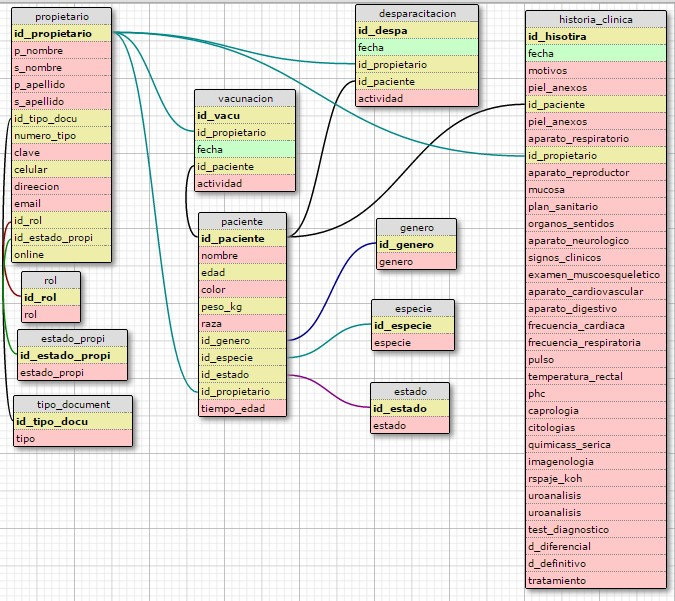 propietario
id_propietario
p_nombre
s_nombre
p_apellido
s_apellido
id_tipo_docu
numero_tipo
clave
celular
direecion
email
id_rol
id_estado_propi
online
rol
id_rol
rol
estado_propi
id_estado_propi
estado_propi
tipo_document
id_tipo_docu
tipo
vacunacion
id_vacu
id_propietario
fecha
id_paciente
actividad
paciente
id_paciente
nombre
edad
color
peso_kg
raza
id_genero
id_especie
id_estado
id_propietario
tiempo_edad
desparacitacion
id_despa
fecha
id_propietario
id_paciente
actividad
genero
id_genero
genero
especie
id_especie
especie
estado
id_estado
estado
historia_clinica
id_hisotira
fecha
motivos
piel_anexos
id_paciente
piel_anexos
aparato_respiratorio
id_propietario
aparato_reproductor
mucosa
plan_sanitario
organos_sentidos
aparato_neurologico
signos_clinicos
examen_muscoesqueletico
aparato_cardiovascular
aparato_digestivo
frecuencia_cardiaca
frecuencia_respiratoria
pulso
temperatura_rectal
phc
caprologia
citologias
quimicass_serica
imagenologia
rspaje_koh
uroanalisis
uroanalisis
test_diagnostico
d_diferencial
d_definitivo
tratamiento